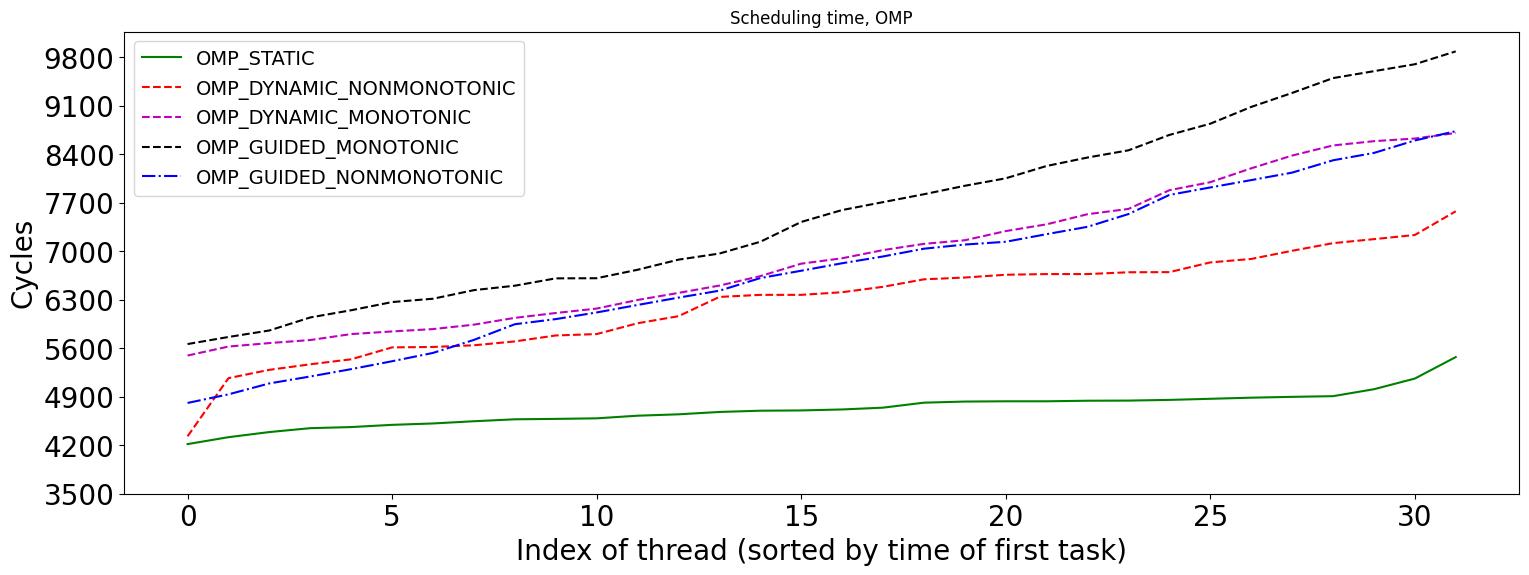 Scheduling time, OMP
OMP_STATIC
OMP_DYNAMIC_NONMONOTONIC
OMP_DYNAMIC_MONOTONIC
OMP_GUIDED_MONOTONIC
OMP_GUIDED_NONMONOTONIC
Cycles
9800
9100
8400
7700
7000
6300
5600
4900
4200
3500
0 5 10 15 20 25 30
Index of thread (sorted by time of first task)